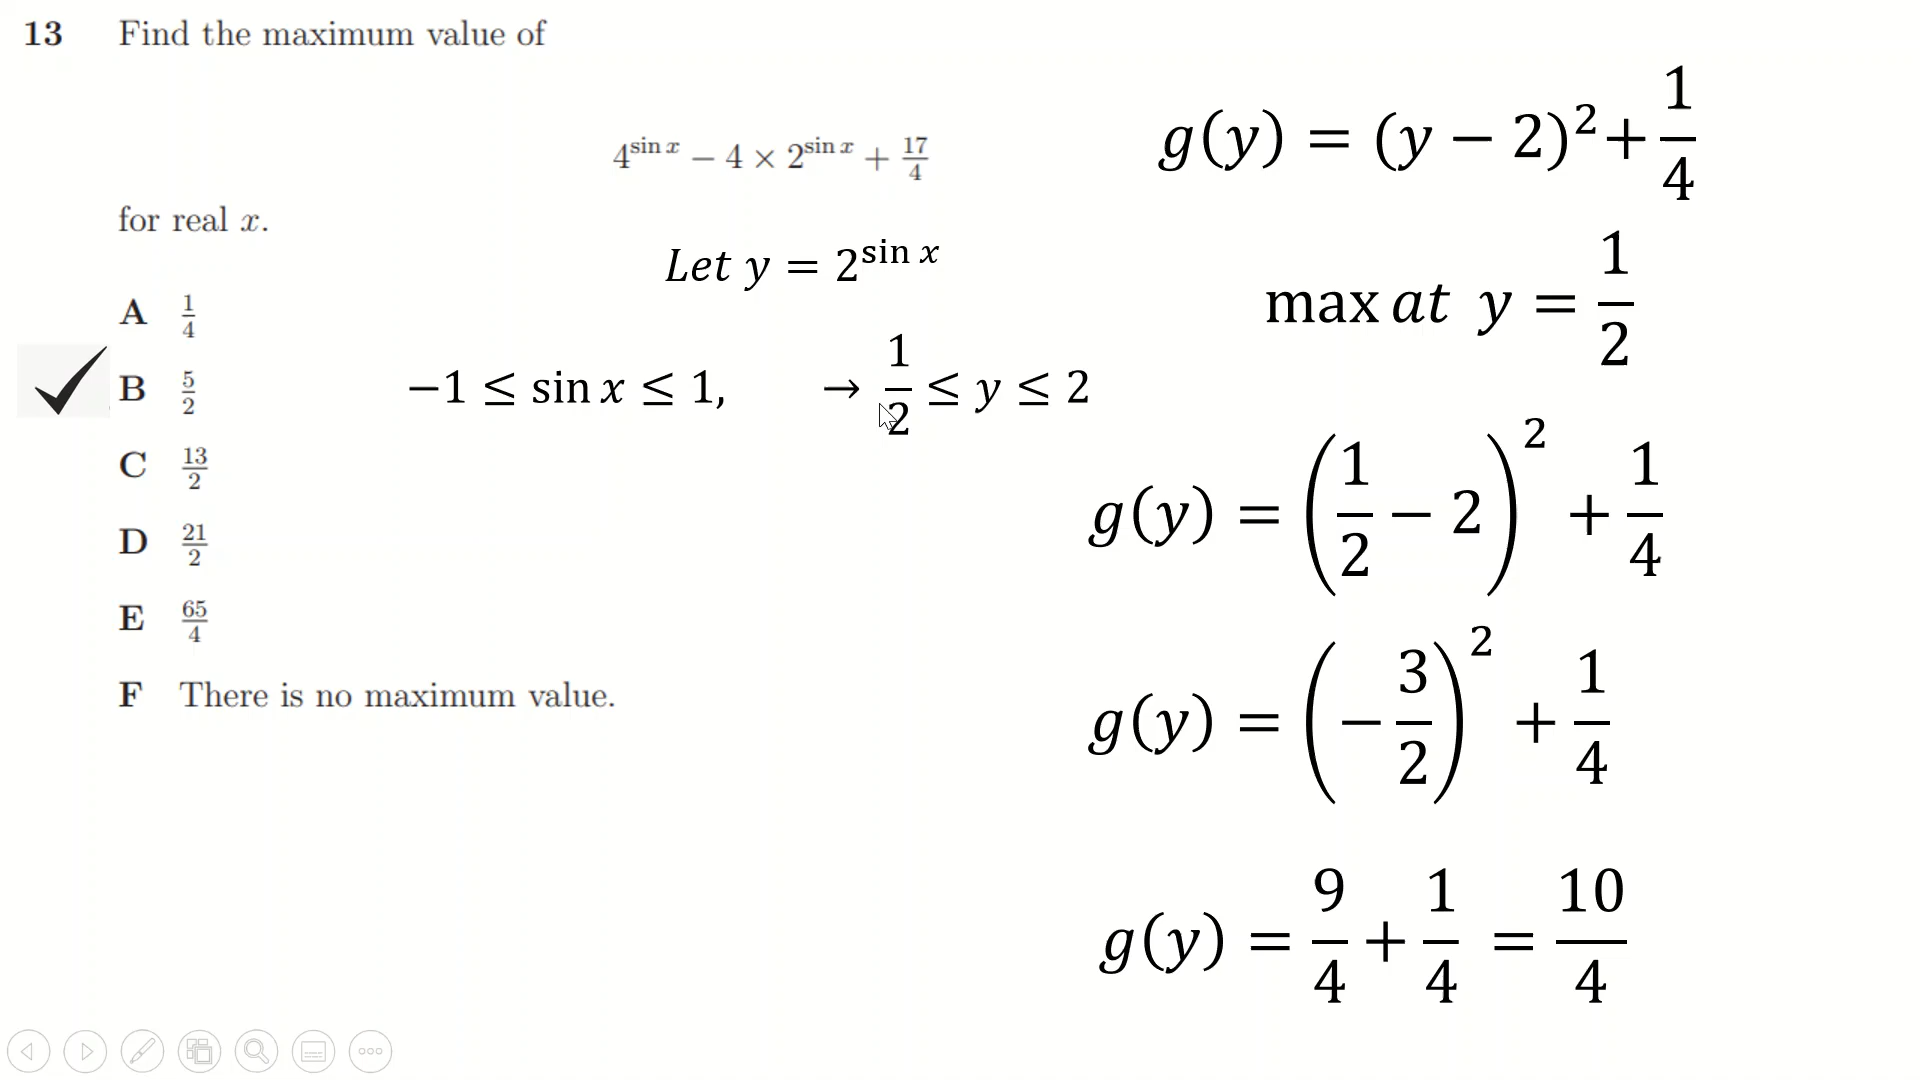 13 Find the maximum value of
4^{sin x} − 4 × 2^{sin x} + 17/4
for real x.
Let y = 2^{sin x}
A 1/4
B 5/2
−1 ≤ sin x ≤ 1, → 1/2 ≤ y ≤ 2
C 13/2
D 21/2
E 65/4
F There is no maximum value.
g(y) = (y − 2)² + 1/4
max at y = 1/2
g(y) = (1/2 − 2)² + 1/4
g(y) = (−3/2)² + 1/4
g(y) = 9/4 + 1/4 = 10/4